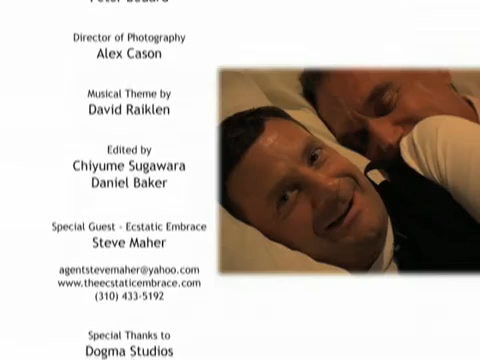 Director of Photography
Alex Cason
Musical Theme by
David Raiklen
Edited by
Chiyume Sugawara
Daniel Baker
Special Guest - Ecstatic Embrace
Steve Maher
agentstevemaher@yahoo.com
www.theecstaticembrace.com
(310) 433-5192
Special Thanks to
Dogma Studios